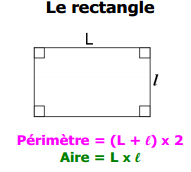 Le rectangle
L
ℓ
Périmètre = (L + ℓ) x 2
Aire = L x ℓ